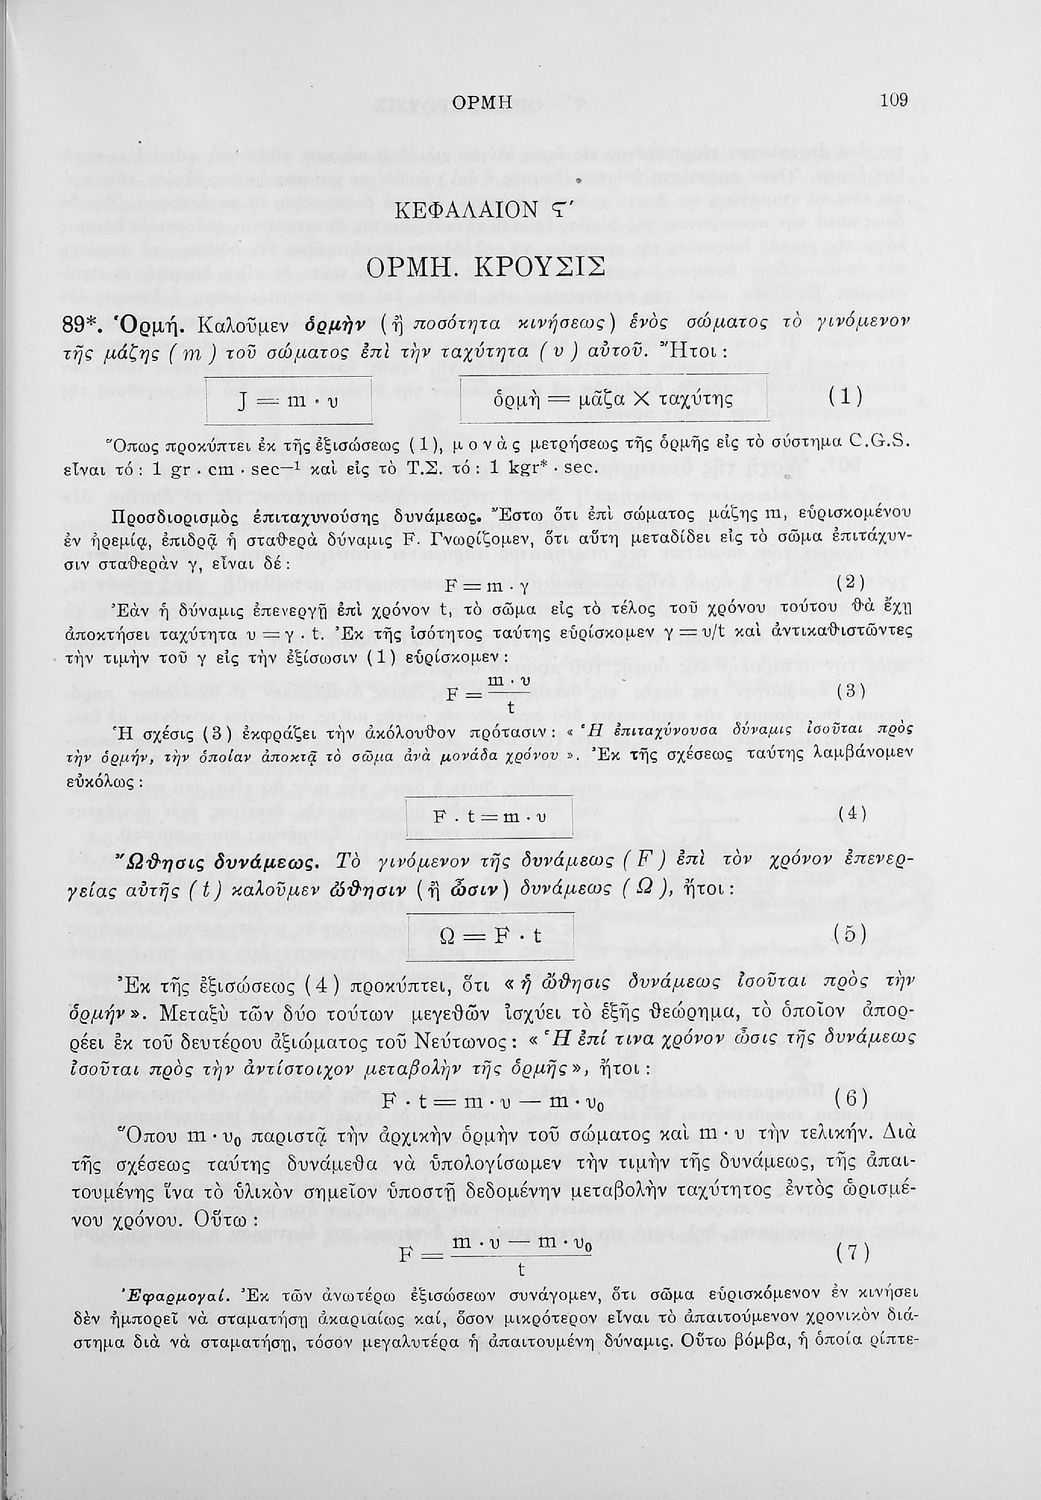 ΟΡΜΗ 109
ΚΕΦΑΛΑΙΟΝ ϛʹ
ΟΡΜΗ. ΚΡΟΥΣΙΣ
89*. Ὁρμή. Καλοῦμεν ὁρμὴν (ἢ ποσότητα κινήσεως) ἑνὸς σώματος τὸ γινόμενον
τῆς μάζης ( m ) τοῦ σώματος ἐπὶ τὴν ταχύτητα ( υ ) αὐτοῦ. Ἤτοι :
J = m · υ ὁρμὴ = μᾶζα X ταχύτης (1)
Ὅπως προκύπτει ἐκ τῆς ἐξισώσεως (1), μονὰς μετρήσεως τῆς ὁρμῆς εἰς τὸ σύστημα C.G.S.
εἶναι τό : 1 gr . cm · sec—1 καὶ εἰς τὸ Τ.Σ. τό : 1 kgr* · sec.
Προσδιορισμὸς ἐπιταχυνούσης δυνάμεως. Ἔστω ὅτι ἐπὶ σώματος μάζης m, εὑρισκομένου
ἐν ἠρεμίᾳ, ἐπιδρᾷ ἡ σταθερὰ δύναμις F. Γνωρίζομεν, ὅτι αὕτη μεταδίδει εἰς τὸ σῶμα ἐπιτάχυν-
σιν σταθερὰν γ, εἶναι δέ :
F = m · γ (2)
Ἐὰν ἡ δύναμις ἐπενεργῇ ἐπὶ χρόνον t, τὸ σῶμα εἰς τὸ τέλος τοῦ χρόνου τούτου θὰ ἔχῃ
ἀποκτήσει ταχύτητα υ = γ . t. Ἐκ τῆς ἰσότητος ταύτης εὑρίσκομεν γ = υ/t καὶ ἀντικαθιστῶντες
τὴν τιμὴν τοῦ γ εἰς τὴν ἐξίσωσιν (1) εὑρίσκομεν :
F = m · υ / t (3)
Ἡ σχέσις (3) ἐκφράζει τὴν ἀκόλουθον πρότασιν : « Ἡ ἐπιταχύνουσα δύναμις ἰσοῦται πρὸς
τὴν ὁρμήν, τὴν ὁποίαν ἀποκτᾷ τὸ σῶμα ἀνὰ μονάδα χρόνου ». Ἐκ τῆς σχέσεως ταύτης λαμβάνομεν
εὐκόλως :
F . t = m · υ (4)
Ὤθησις δυνάμεως. Τὸ γινόμενον τῆς δυνάμεως ( F ) ἐπὶ τὸν χρόνον ἐπενερ-
γείας αὐτῆς ( t ) καλοῦμεν ὤθησιν (ἢ ὦσιν) δυνάμεως ( Ω ), ἤτοι :
Ω = F · t (5)
Ἐκ τῆς ἐξισώσεως (4) προκύπτει, ὅτι « ἡ ὤθησις δυνάμεως ἰσοῦται πρὸς τὴν
ὁρμήν ». Μεταξὺ τῶν δύο τούτων μεγεθῶν ἰσχύει τὸ ἑξῆς θεώρημα, τὸ ὁποῖον ἀπορ-
ρέει ἐκ τοῦ δευτέρου ἀξιώματος τοῦ Νεύτωνος : « Ἡ ἐπί τινα χρόνον ὦσις τῆς δυνάμεως
ἰσοῦται πρὸς τὴν ἀντίστοιχον μεταβολὴν τῆς ὁρμῆς », ἤτοι :
F · t = m · υ — m · υ₀ (6)
Ὅπου m · υ₀ παριστᾷ τὴν ἀρχικὴν ὁρμὴν τοῦ σώματος καὶ m · υ τὴν τελικήν. Διὰ
τῆς σχέσεως ταύτης δυνάμεθα νὰ ὑπολογίσωμεν τὴν τιμὴν τῆς δυνάμεως, τῆς ἀπαι-
τουμένης ἵνα τὸ ὑλικὸν σημεῖον ὑποστῇ δεδομένην μεταβολὴν ταχύτητος ἐντὸς ὡρισμέ-
νου χρόνου. Οὕτω :
F = m · υ — m · υ₀ / t (7)
Ἐφαρμογαί. Ἐκ τῶν ἀνωτέρω ἐξισώσεων συνάγομεν, ὅτι σῶμα εὑρισκόμενον ἐν κινήσει
δὲν ἠμπορεῖ νὰ σταματήσῃ ἀκαριαίως καί, ὅσον μικρότερον εἶναι τὸ ἀπαιτούμενον χρονικὸν διά-
στημα διὰ νὰ σταματήσῃ, τόσον μεγαλυτέρα ἡ ἀπαιτουμένη δύναμις. Οὕτω βόμβα, ἡ ὁποία ρίπτε-